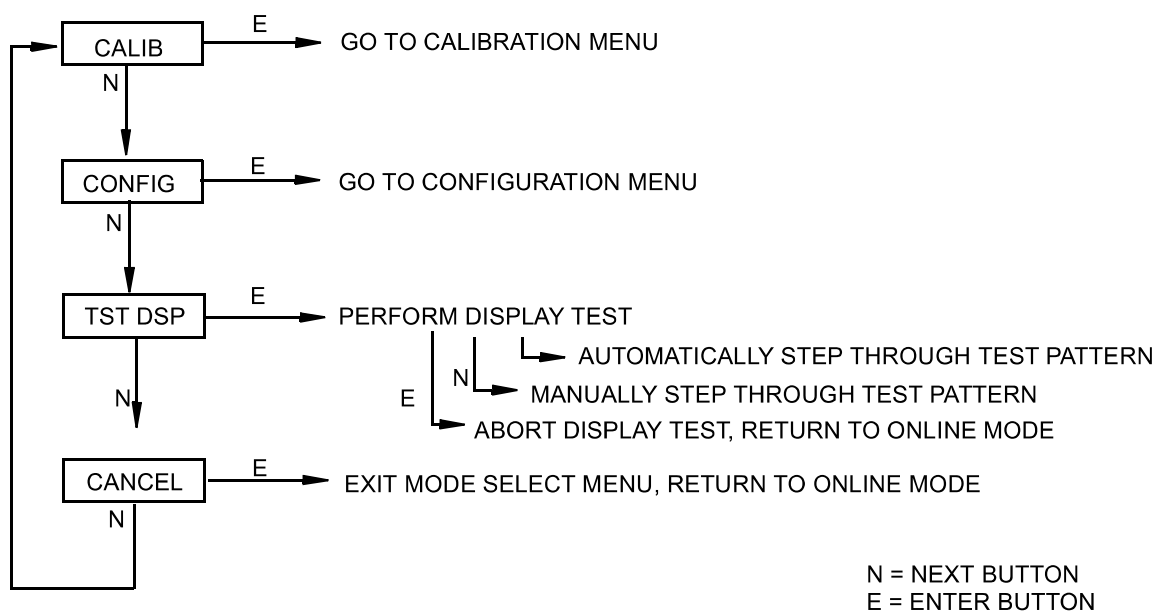 E
CALIB
GO TO CALIBRATION MENU
N
E
CONFIG
GO TO CONFIGURATION MENU
N
E
TST DSP
PERFORM DISPLAY TEST
AUTOMATICALLY STEP THROUGH TEST PATTERN
N
MANUALLY STEP THROUGH TEST PATTERN
N
E
ABORT DISPLAY TEST, RETURN TO ONLINE MODE
E
CANCEL
EXIT MODE SELECT MENU, RETURN TO ONLINE MODE
N
N = NEXT BUTTON
E = ENTER BUTTON